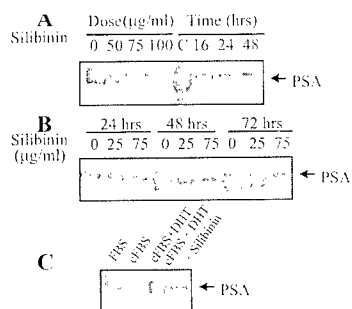 A Dose(µg/ml) Time (hrs)
Silibinin
0 50 75 100 C 16 24 48
← PSA
B 24 hrs 48 hrs 72 hrs
Silibinin 0 25 75 0 25 75 0 25 75
(µg/ml)
← PSA
FBS
cFBS
cFBS+DHT
cFBS+DHT
+Silibinin
C
← PSA